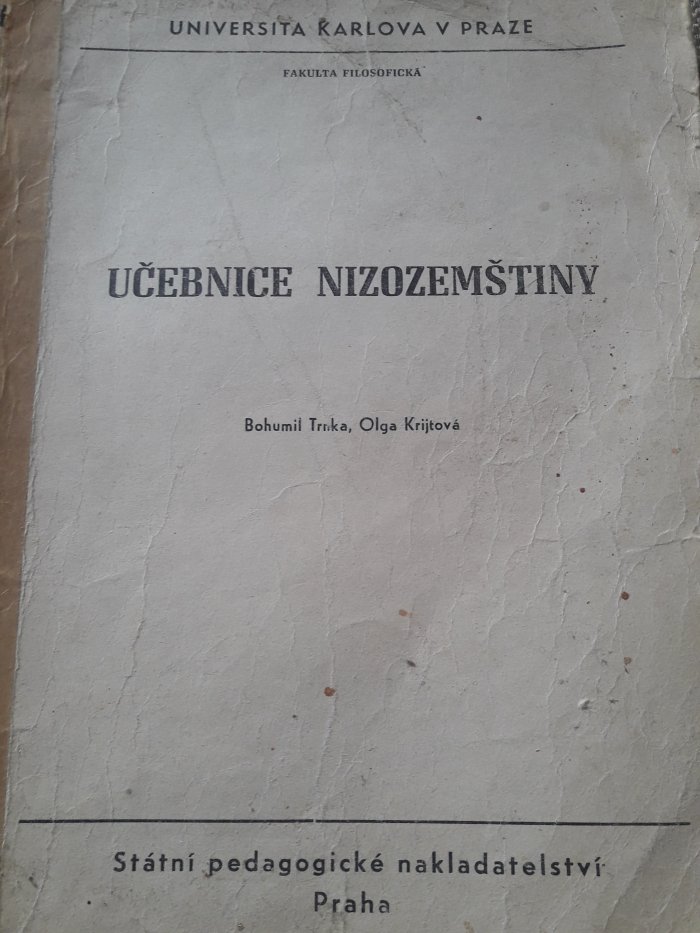 UNIVERSITA KARLOVA V PRAZE
FAKULTA FILOSOFICKÁ
UČEBNICE NIZOZEMŠTINY
Bohumil Trnka, Olga Krijtová
Státní pedagogické nakladatelství
Praha